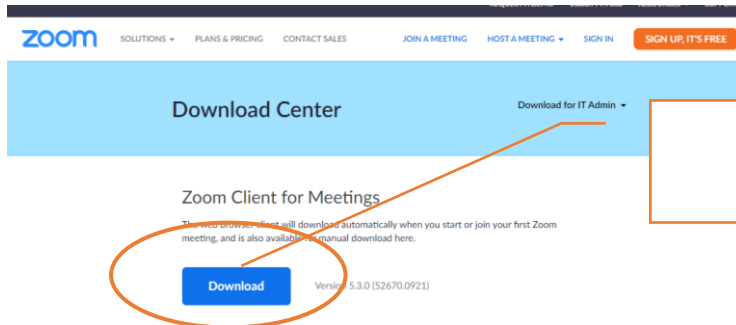 zoom SOLUTIONS PLANS & PRICING CONTACT SALES JOIN A MEETING HOST A MEETING SIGN IN SIGN UP, IT'S FREE
Download Center
Download for IT Admin
Zoom Client for Meetings
The web browser client will download automatically when you start or join your first Zoom
meeting, and is also available for manual download here.
Download Version 5.3.0 (52670.0921)